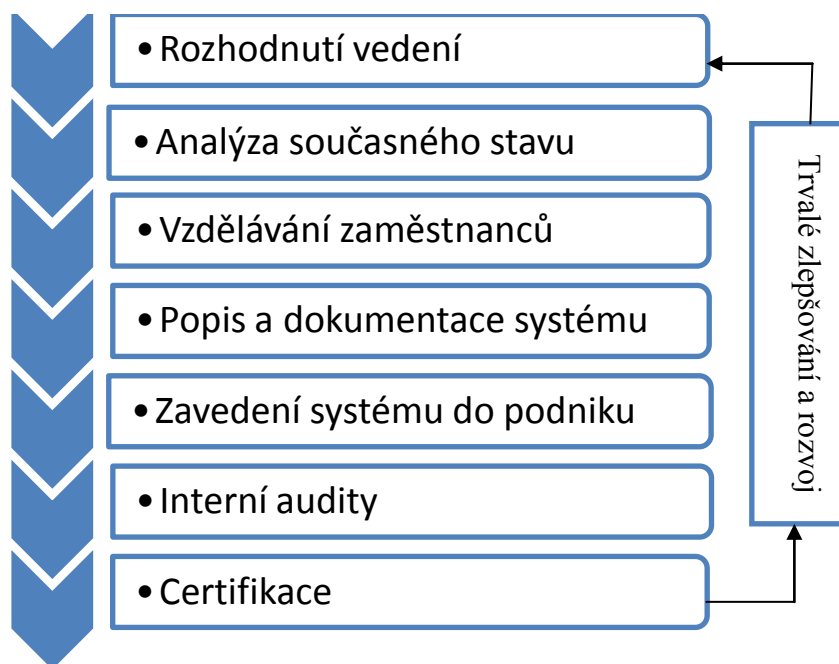 •Rozhodnutí vedení
•Analýza současného stavu
•Vzdělávání zaměstnanců
•Popis a dokumentace systému
•Zavedení systému do podniku
•Interní audity
•Certifikace
Trvalé zlepšování a rozvoj